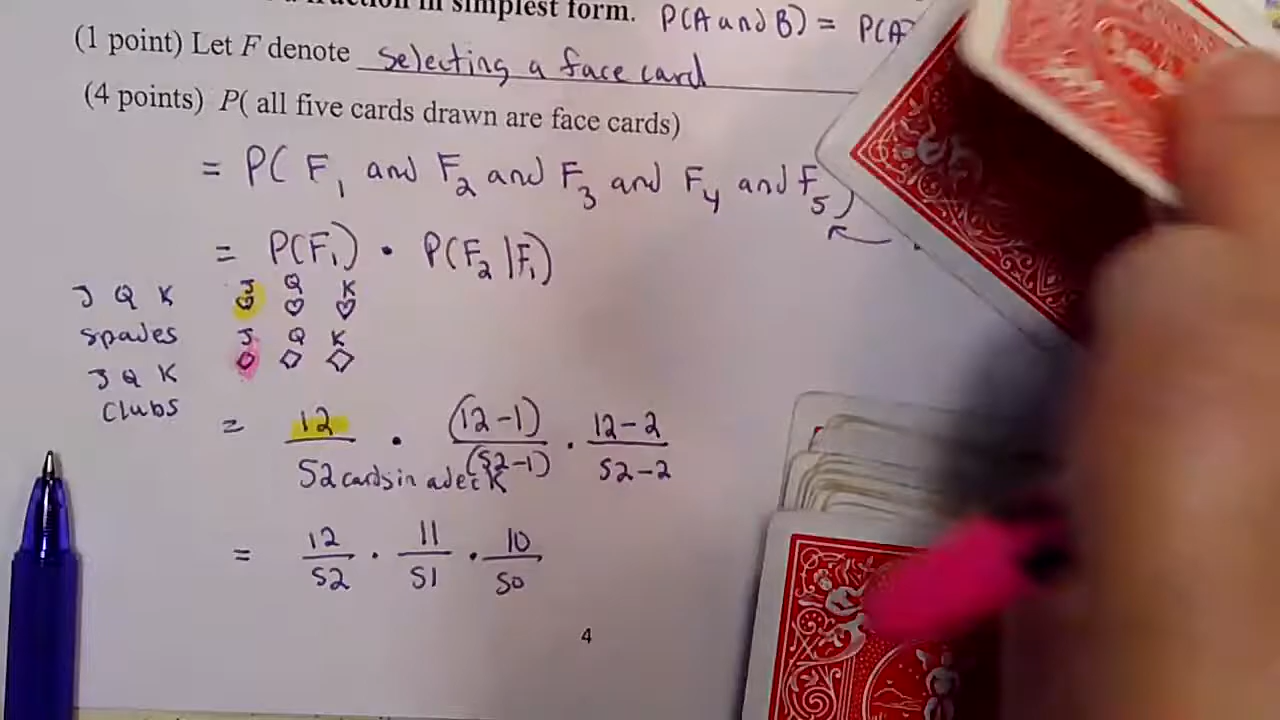 in simplest form. P(A and B) = P(A
(1 point) Let F denote selecting a face card
(4 points) P( all five cards drawn are face cards)
= P( F1 and F2 and F3 and F4 and F5)
= P(F1) · P(F2 | F1)
J Q K J Q K
spades J Q K
J Q K
Clubs
= 12 / 52 cards in a deck · (12-1) / (52-1) · 12-2 / 52-2
= 12/52 · 11/51 · 10/50
4